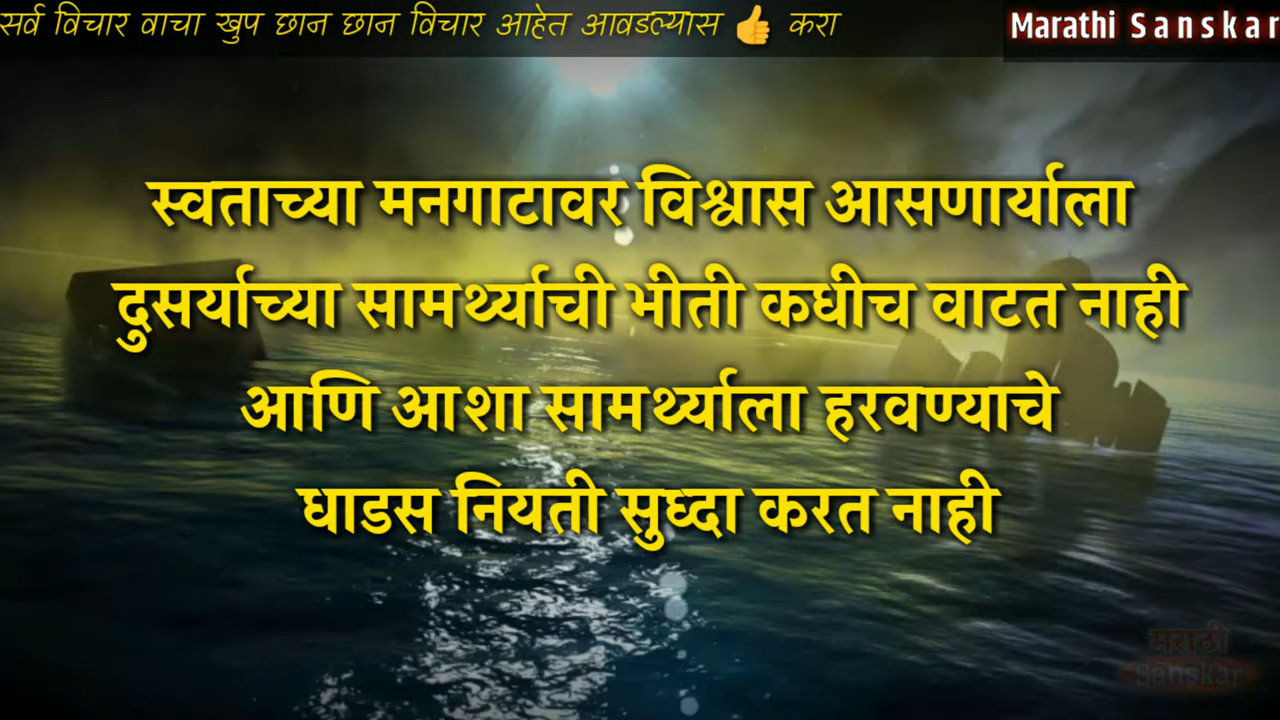 सर्व विचार वाचा खुप छान छान विचार आहेत आवडल्यास 👍 करा
Marathi Sanskar
स्वताच्या मनगाटावर विश्वास आसणार्याला
दुसर्याच्या सामर्थ्याची भीती कधीच वाटत नाही
आणि आशा सामर्थ्याला हरवण्याचे
घाडस नियती सुध्दा करत नाही
मराठी
Sanskar